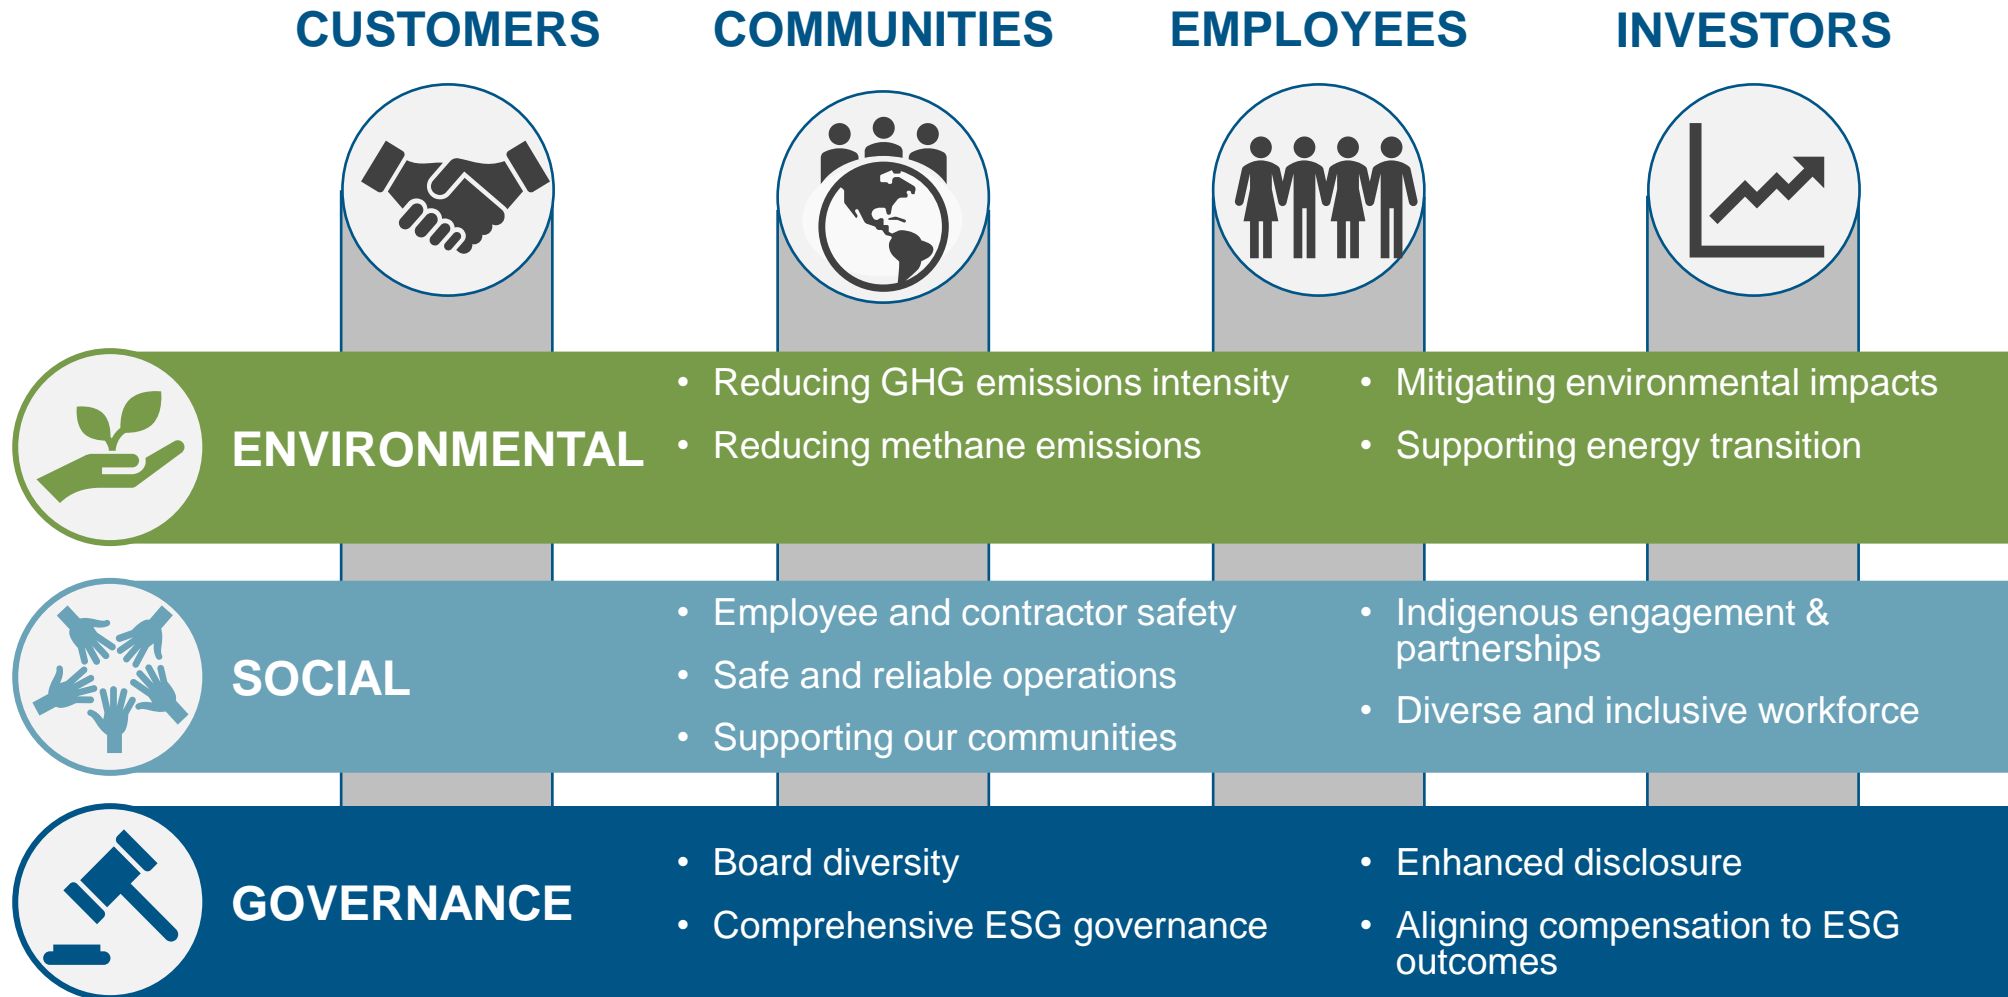 CUSTOMERS
COMMUNITIES
EMPLOYEES
INVESTORS
ENVIRONMENTAL
• Reducing GHG emissions intensity
• Reducing methane emissions
• Mitigating environmental impacts
• Supporting energy transition
SOCIAL
• Employee and contractor safety
• Safe and reliable operations
• Supporting our communities
• Indigenous engagement &
partnerships
• Diverse and inclusive workforce
GOVERNANCE
• Board diversity
• Comprehensive ESG governance
• Enhanced disclosure
• Aligning compensation to ESG
outcomes